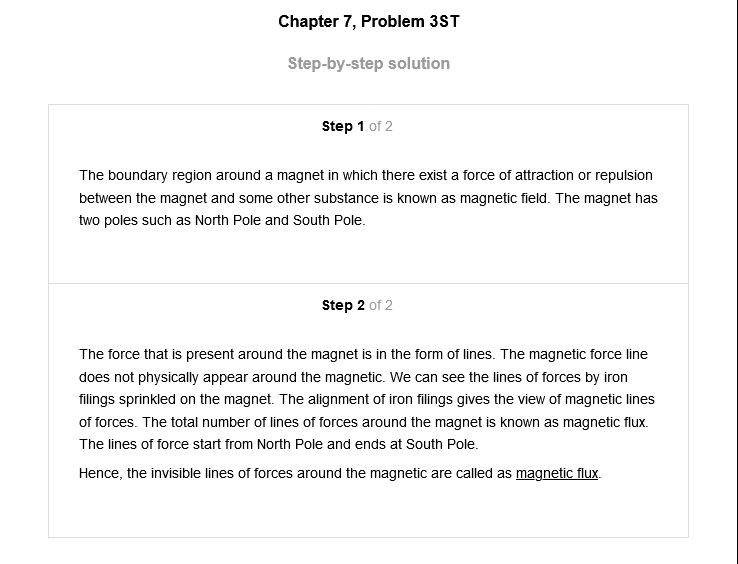 Chapter 7, Problem 3ST
Step-by-step solution
Step 1 of 2
The boundary region around a magnet in which there exist a force of attraction or repulsion
between the magnet and some other substance is known as magnetic field. The magnet has
two poles such as North Pole and South Pole.
Step 2 of 2
The force that is present around the magnet is in the form of lines. The magnetic force line
does not physically appear around the magnetic. We can see the lines of forces by iron
filings sprinkled on the magnet. The alignment of iron filings gives the view of magnetic lines
of forces. The total number of lines of forces around the magnet is known as magnetic flux.
The lines of force start from North Pole and ends at South Pole.
Hence, the invisible lines of forces around the magnetic are called as magnetic flux.